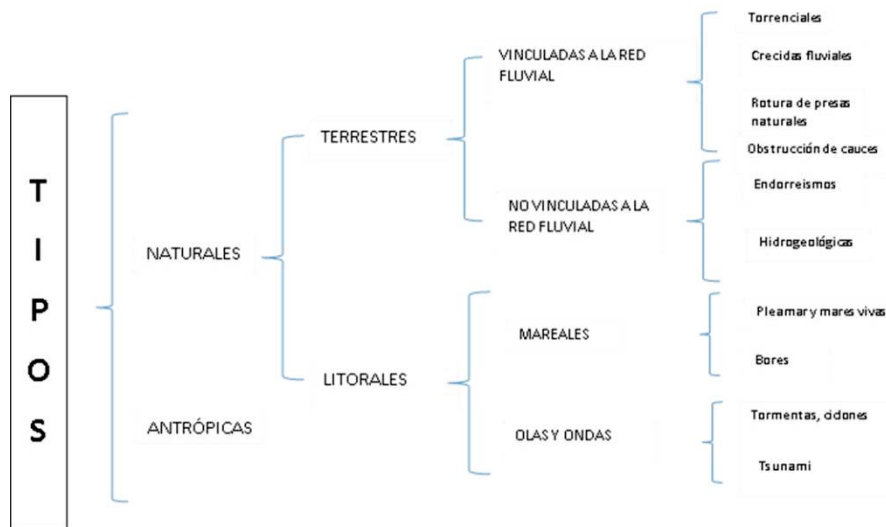 TIPOS
NATURALES
ANTRÓPICAS
TERRESTRES
LITORALES
VINCULADAS A LA RED
FLUVIAL
NO VINCULADAS A LA
RED FLUVIAL
MAREALES
OLAS Y ONDAS
Torrenciales
Crecidas fluviales
Rotura de presas
naturales
Obstrucción de cauces
Endorreismos
Hidrogeológicas
Pleamar y mares vivas
Bores
Tormentas, ciclones
Tsunami